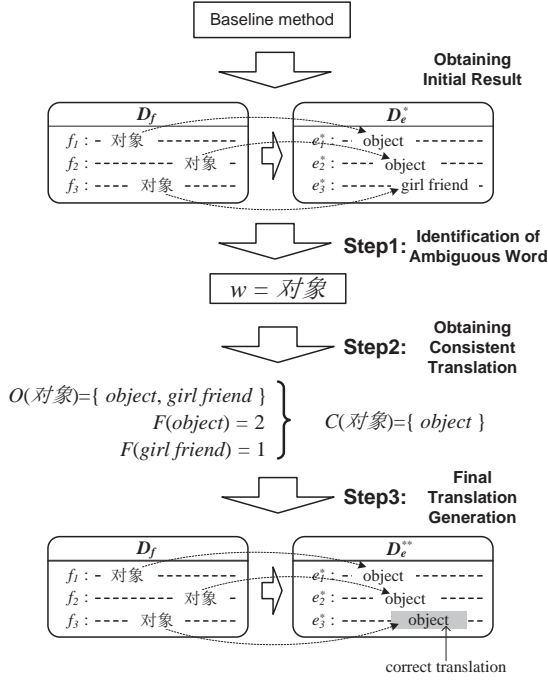 Baseline method
Obtaining
Initial Result
D_f
f_1 : - 对象 - - - - - - - - - - -
f_2 : - - - - - - - - - - - 对象 -
f_3 : - - - - - 对象 - - - - - - -
D_e^*
e_1^* : - - object - - - - - - -
e_2^* : - - - - - object - - - -
e_3^* : - - - - - - girl friend -
Step1: Identification of
Ambiguous Word
w = 对象
Step2: Obtaining
Consistent
Translation
O(对象)={ object, girl friend }
F(object) = 2
F(girl friend) = 1
C(对象)={ object }
Step3: Final
Translation
Generation
D_f
f_1 : - 对象 - - - - - - - - - - -
f_2 : - - - - - - - - - - - 对象 -
f_3 : - - - - - 对象 - - - - - - -
D_e^**
e_1^* : - - object - - - - - - -
e_2^* : - - - - - object - - - -
e_3^* : - - - - - - object - - -
correct translation